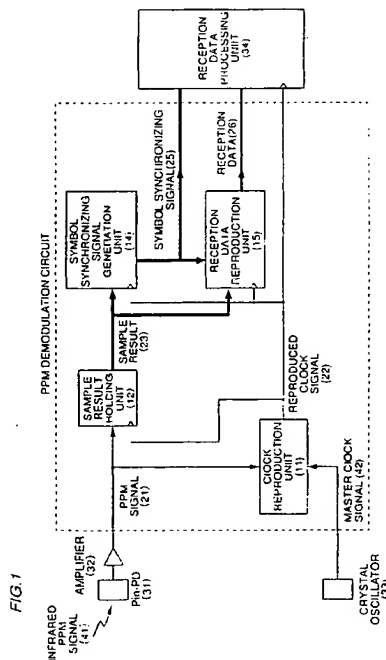 FIG.1
PPM DEMODULATION CIRCUIT
INFRARED
PPM
SIGNAL
(41)
AMPLIFIER
(32)
Pin-PD
(31)
PPM
SIGNAL
(21)
SAMPLE
RESULT
HOLDING
UNIT
(12)
SAMPLE
RESULT
(23)
SYMBOL
SYNCHRONIZING
SIGNAL
GENERATION
UNIT
(14)
SYMBOL SYNCHRONIZING
SIGNAL(25)
RECEPTION
DATA
REPRODUCTION
UNIT
(15)
RECEPTION
DATA(26)
RECEPTION
DATA
PROCESSING
UNIT
(34)
CLOCK
REPRODUCTION
UNIT
(11)
REPRODUCED
CLOCK
SIGNAL
(22)
MASTER CLOCK
SIGNAL (42)
CRYSTAL
OSCILLATOR
(33)